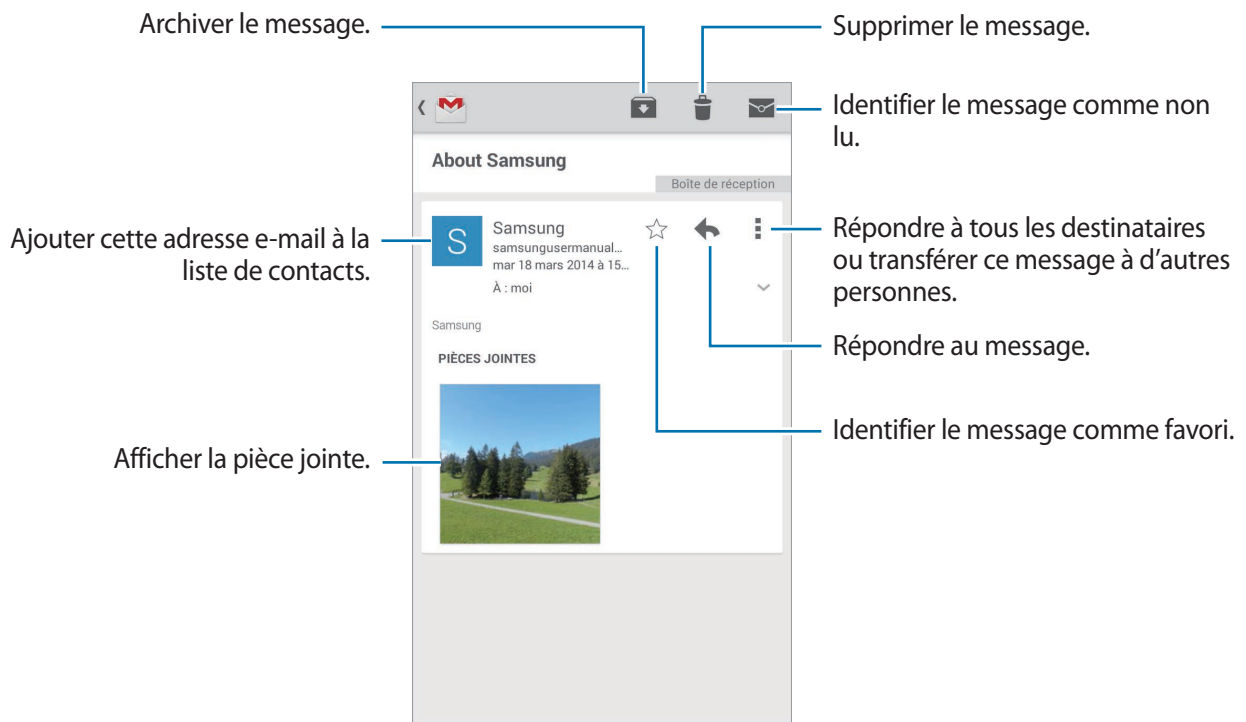 Archiver le message.
Supprimer le message.
Identifier le message comme non
lu.
About Samsung
Boîte de réception
Ajouter cette adresse e-mail à la
liste de contacts.
S
Samsung
samsungusermanual...
mar 18 mars 2014 à 15...
À : moi
Répondre à tous les destinataires
ou transférer ce message à d'autres
personnes.
Samsung
Répondre au message.
PIÈCES JOINTES
Identifier le message comme favori.
Afficher la pièce jointe.